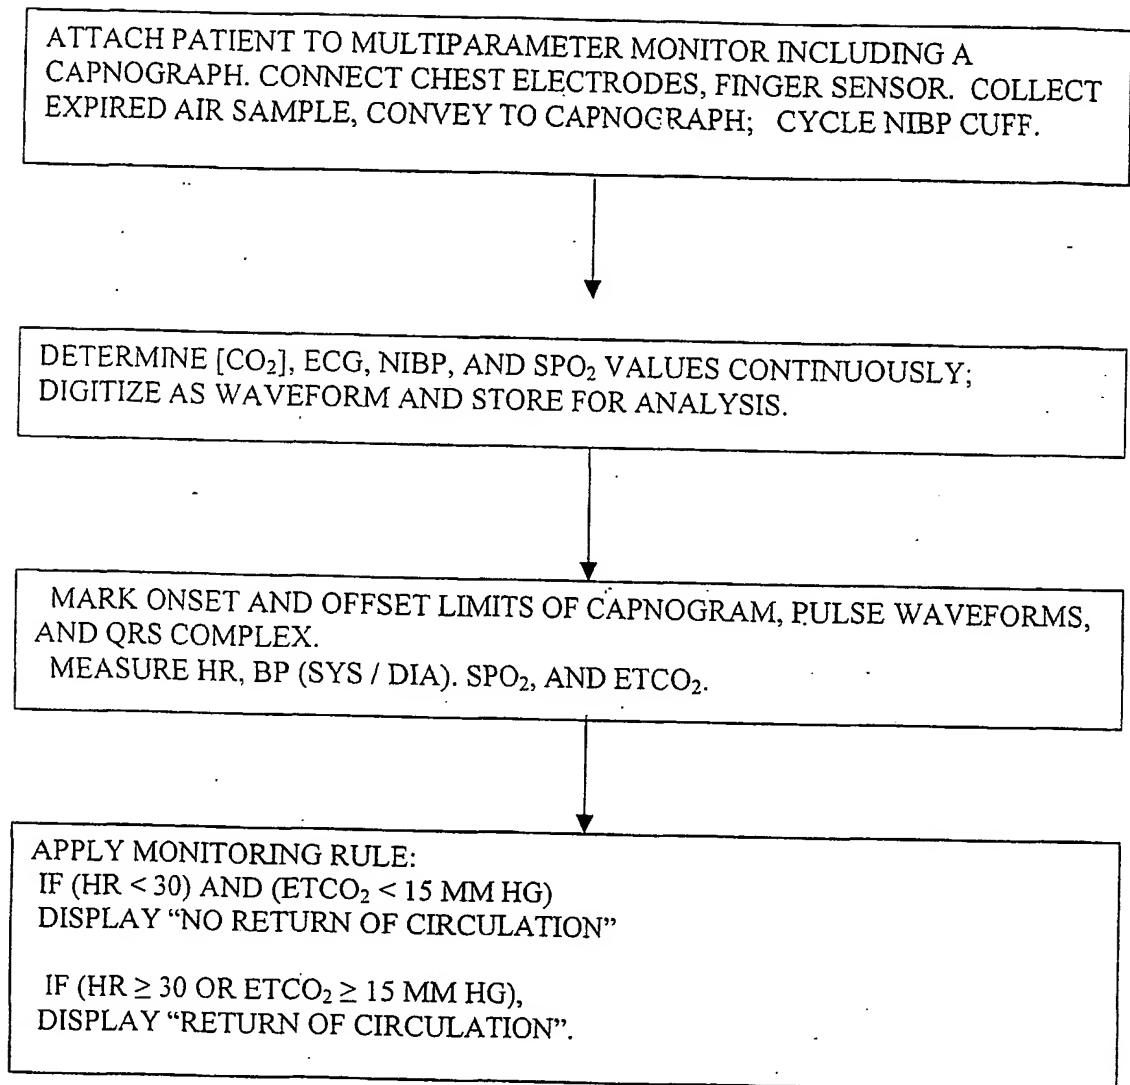 ATTACH PATIENT TO MULTIPARAMETER MONITOR INCLUDING A
CAPNOGRAPH. CONNECT CHEST ELECTRODES, FINGER SENSOR. COLLECT
EXPIRED AIR SAMPLE, CONVEY TO CAPNOGRAPH; CYCLE NIBP CUFF.
DETERMINE [CO₂], ECG, NIBP, AND SPO₂ VALUES CONTINUOUSLY;
DIGITIZE AS WAVEFORM AND STORE FOR ANALYSIS.
MARK ONSET AND OFFSET LIMITS OF CAPNOGRAM, PULSE WAVEFORMS,
AND QRS COMPLEX.
MEASURE HR, BP (SYS / DIA). SPO₂, AND ETCO₂.
APPLY MONITORING RULE:
IF (HR < 30) AND (ETCO₂ < 15 MM HG)
DISPLAY “NO RETURN OF CIRCULATION”
IF (HR ≥ 30 OR ETCO₂ ≥ 15 MM HG),
DISPLAY “RETURN OF CIRCULATION”.